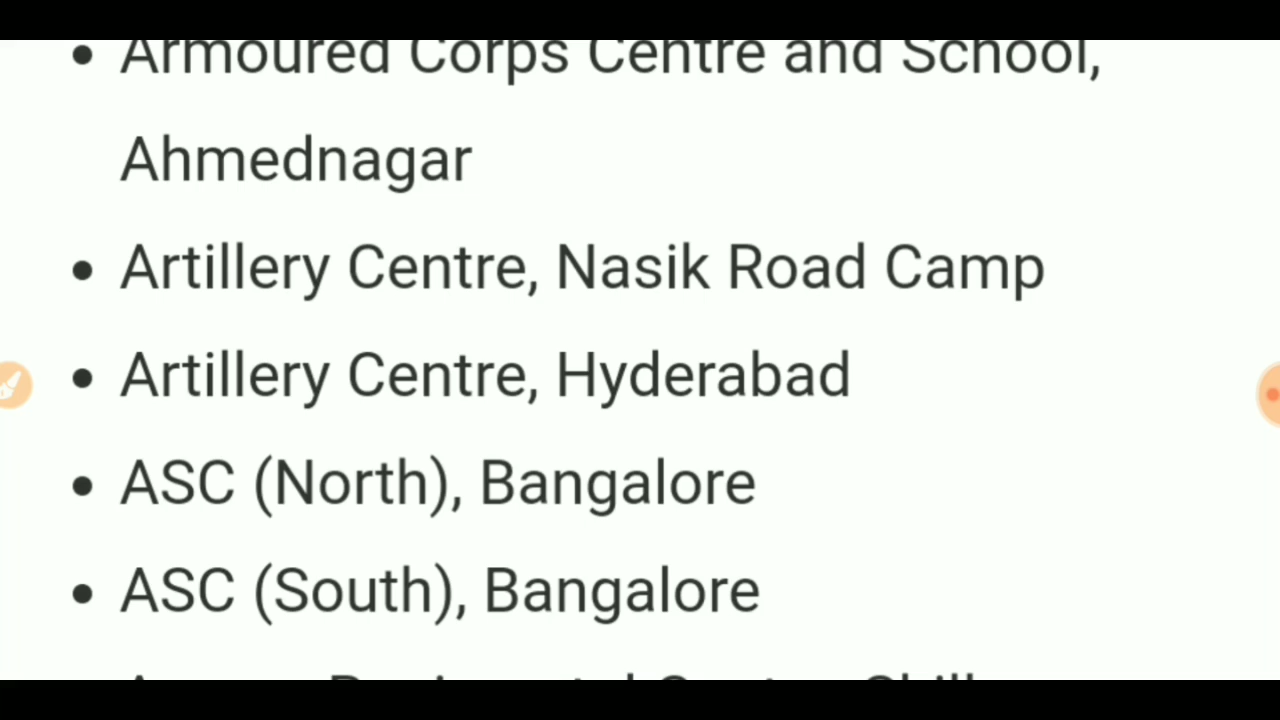 • Armoured Corps Centre and School,
Ahmednagar
• Artillery Centre, Nasik Road Camp
• Artillery Centre, Hyderabad
• ASC (North), Bangalore
• ASC (South), Bangalore